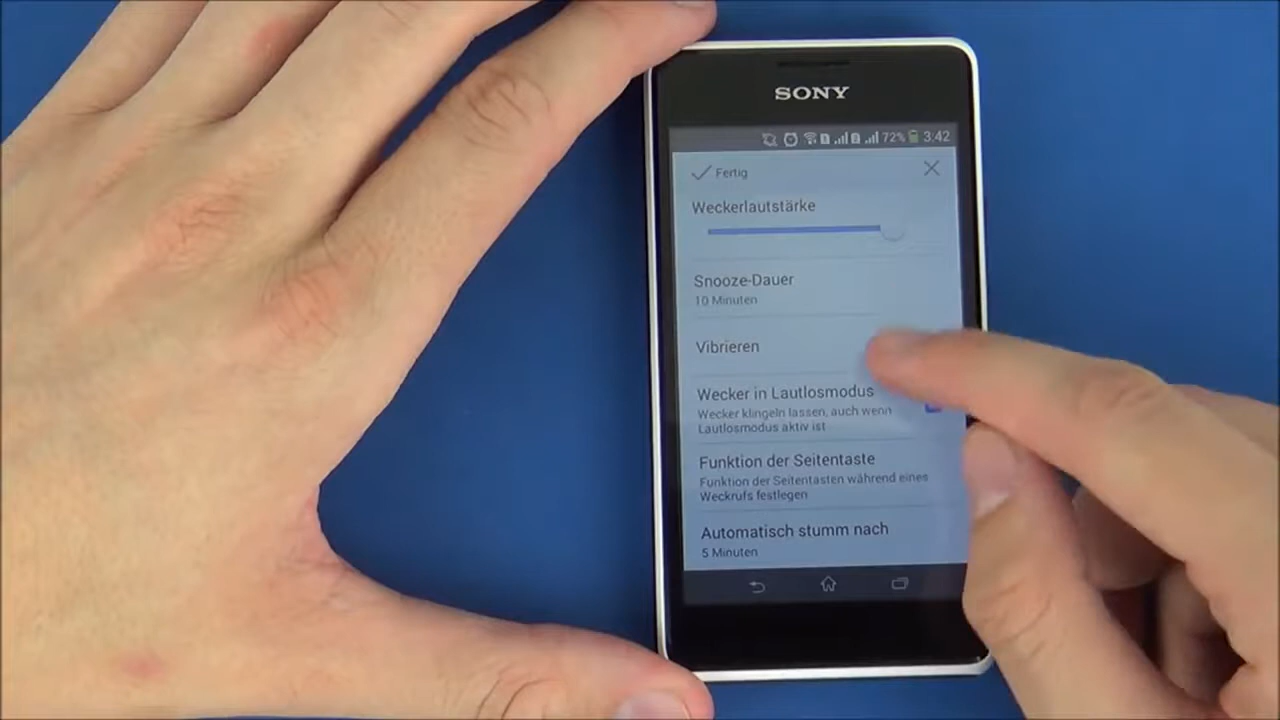 SONY
72% 3:42
Fertig
Weckerlautstärke
Snooze-Dauer
10 Minuten
Vibrieren
Wecker in Lautlosmodus
Wecker klingeln lassen, auch wenn
Lautlosmodus aktiv ist
Funktion der Seitentaste
Funktion der Seitentasten während eines
Weckrufs festlegen
Automatisch stumm nach
5 Minuten